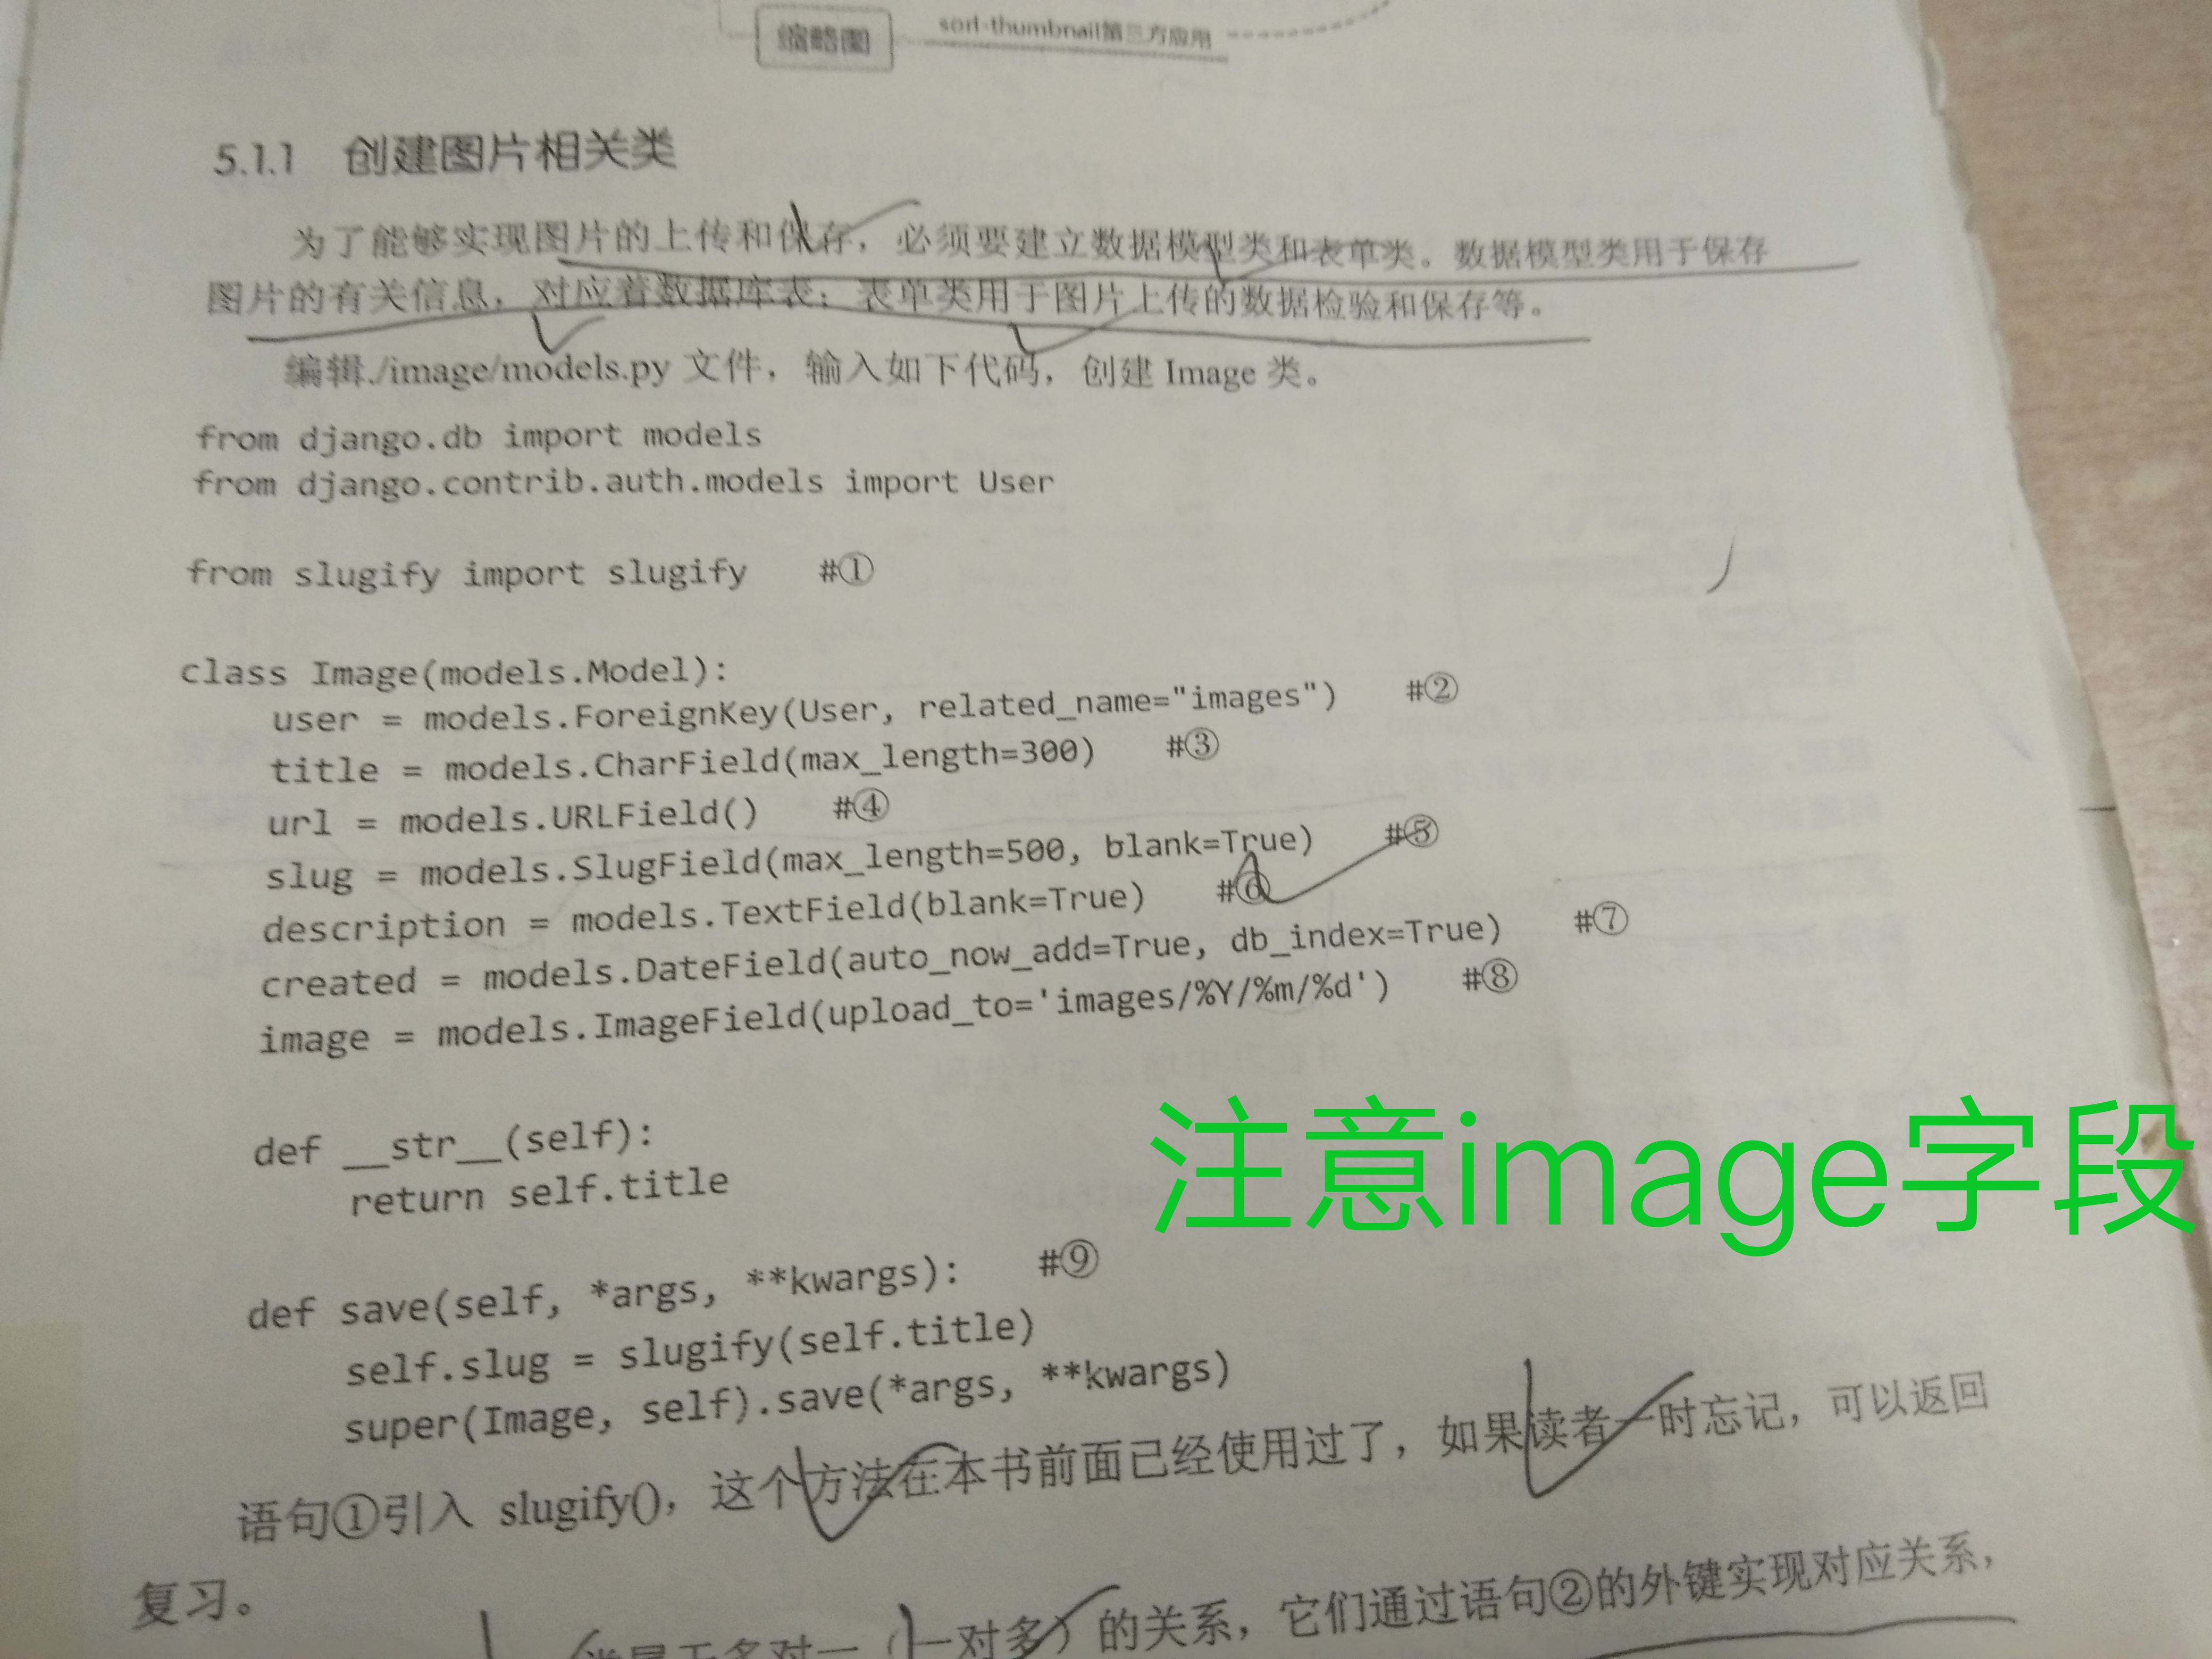 缩略图 sorl-thumbnail第三方应用
5.1.1 创建图片相关类
为了能够实现图片的上传和保存，必须要建立数据模型类和表单类。数据模型类用于保存
图片的有关信息，对应着数据库表；表单类用于图片上传的数据检验和保存等。
编辑./image/models.py 文件，输入如下代码，创建 Image 类。
from django.db import models
from django.contrib.auth.models import User
from slugify import slugify #①
class Image(models.Model):
user = models.ForeignKey(User, related_name="images") #②
title = models.CharField(max_length=300) #③
url = models.URLField() #④
slug = models.SlugField(max_length=500, blank=True) #⑤
description = models.TextField(blank=True) #⑥
created = models.DateField(auto_now_add=True, db_index=True) #⑦
image = models.ImageField(upload_to='images/%Y/%m/%d') #⑧
注意image字段
def __str__(self):
return self.title
def save(self, *args, **kwargs): #⑨
self.slug = slugify(self.title)
super(Image, self).save(*args, **kwargs)
语句①引入 slugify()，这个方法在本书前面已经使用过了，如果读者一时忘记，可以返回
复习。
类属于多对一（一对多）的关系，它们通过语句②的外键实现对应关系，